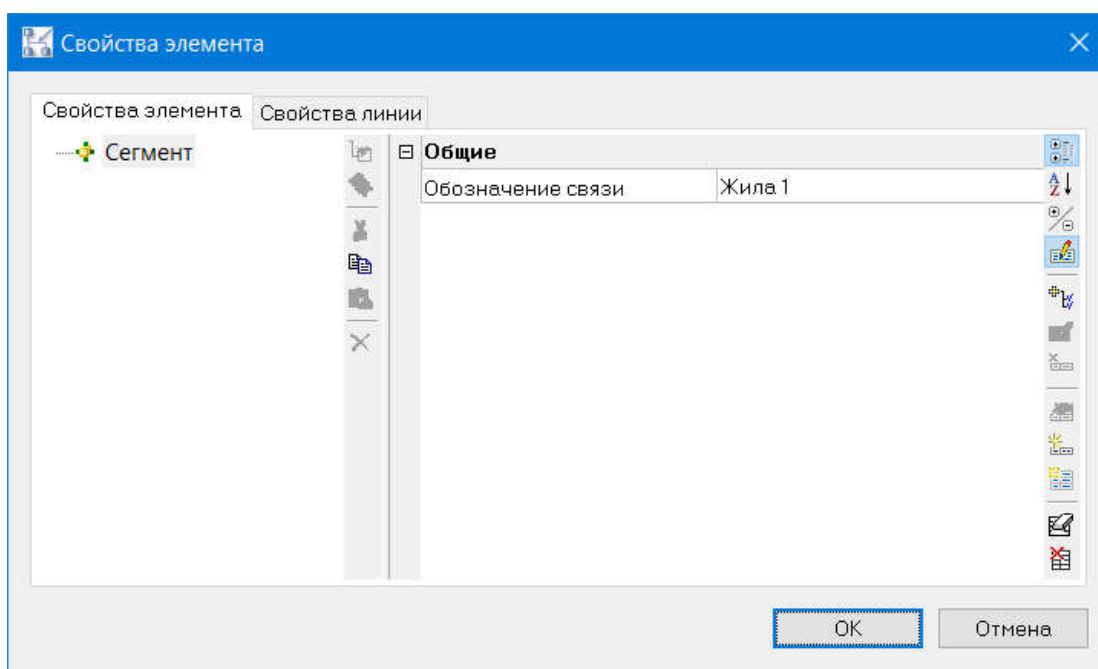 Свойства элемента
Свойства элемента Свойства линии
Сегмент
Общие
Обозначение связи Жила 1
OK Отмена